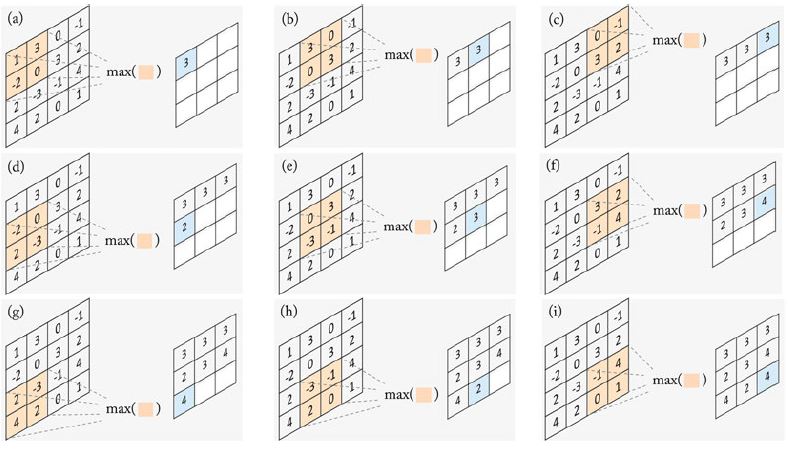 (a)
1 3 0 -1
-2 0 3 2
2 -3 -1 4
4 2 0 1
max( )
3
(b)
1 3 0 -1
-2 0 3 2
2 -3 -1 4
4 2 0 1
max( )
3 3
(c)
1 3 0 -1
-2 0 3 2
2 -3 -1 4
4 2 0 1
max( )
3 3 3
(d)
1 3 0 -1
-2 0 3 2
2 -3 -1 4
4 2 0 1
max( )
3 3 3
2
(e)
1 3 0 -1
-2 0 3 2
2 -3 -1 4
4 2 0 1
max( )
3 3 3
2 3
(f)
1 3 0 -1
-2 0 3 2
2 -3 -1 4
4 2 0 1
max( )
3 3 3
2 3 4
(g)
1 3 0 -1
-2 0 3 2
2 -3 -1 4
4 2 0 1
max( )
3 3 3
2 3 4
4
(h)
1 3 0 -1
-2 0 3 2
2 -3 -1 4
4 2 0 1
max( )
3 3 3
2 3 4
4 2
(i)
1 3 0 -1
-2 0 3 2
2 -3 -1 4
4 2 0 1
max( )
3 3 3
2 3 4
4 2 4